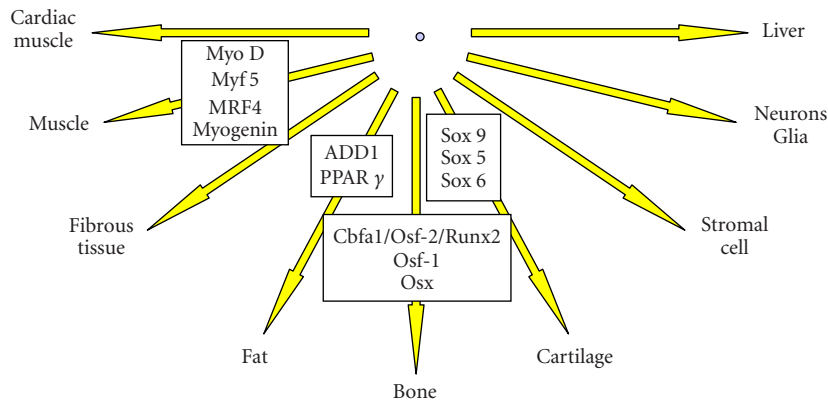 Cardiac
muscle
Liver
Myo D
Myf 5
MRF4
Myogenin
Muscle
Neurons
Glia
ADD1
PPAR γ
Sox 9
Sox 5
Sox 6
Fibrous
tissue
Stromal
cell
Cbfa1/Osf-2/Runx2
Osf-1
Osx
Fat
Cartilage
Bone